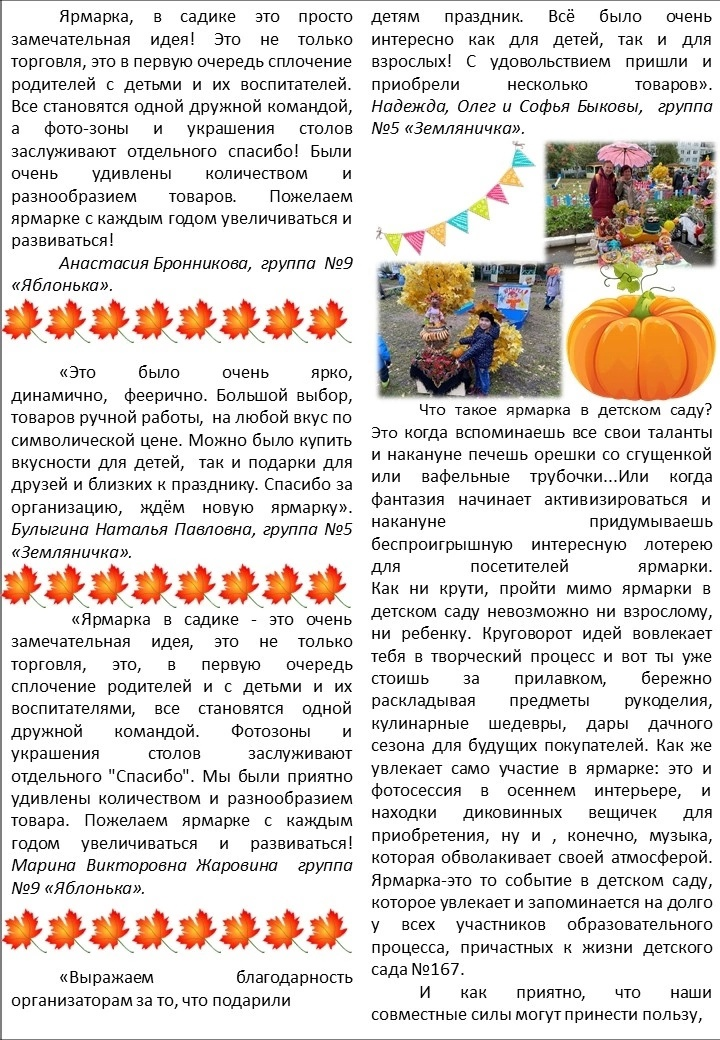 Ярмарка, в садике это просто
замечательная идея! Это не только
торговля, это в первую очередь сплочение
родителей с детьми и их воспитателей.
Все становятся одной дружной командой,
а фото-зоны и украшения столов
заслуживают отдельного спасибо! Были
очень удивлены количеством и
разнообразием товаров. Пожелаем
ярмарке с каждым годом увеличиваться и
развиваться!
Анастасия Бронникова, группа №9
«Яблонька».
«Это было очень ярко,
динамично, феерично. Большой выбор,
товаров ручной работы, на любой вкус по
символической цене. Можно было купить
вкусности для детей, так и подарки для
друзей и близких к празднику. Спасибо за
организацию, ждём новую ярмарку».
Булыгина Наталья Павловна, группа №5
«Земляничка».
«Ярмарка в садике - это очень
замечательная идея, это не только
торговля, это, в первую очередь
сплочение родителей и с детьми и их
воспитателями, все становятся одной
дружной командой. Фотозоны и
украшения столов заслуживают
отдельного "Спасибо". Мы были приятно
удивлены количеством и разнообразием
товара. Пожелаем ярмарке с каждым
годом увеличиваться и развиваться!
Марина Викторовна Жаровина группа
№9 «Яблонька».
«Выражаем благодарность
организаторам за то, что подарили
детям праздник. Всё было очень
интересно как для детей, так и для
взрослых! С удовольствием пришли и
приобрели несколько товаров».
Надежда, Олег и Софья Быковы, группа
№5 «Земляничка».
Что такое ярмарка в детском саду?
Это когда вспоминаешь все свои таланты
и накануне печешь орешки со сгущенкой
или вафельные трубочки...Или когда
фантазия начинает активизироваться и
накануне придумываешь
беспроигрышную интересную лотерею
для посетителей ярмарки.
Как ни крути, пройти мимо ярмарки в
детском саду невозможно ни взрослому,
ни ребенку. Круговорот идей вовлекает
тебя в творческий процесс и вот ты уже
стоишь за прилавком, бережно
раскладывая предметы рукоделия,
кулинарные шедевры, дары дачного
сезона для будущих покупателей. Как же
увлекает само участие в ярмарке: это и
фотосессия в осеннем интерьере, и
находки диковинных вещичек для
приобретения, ну и , конечно, музыка,
которая обволакивает своей атмосферой.
Ярмарка-это то событие в детском саду,
которое увлекает и запоминается на долго
у всех участников образовательного
процесса, причастных к жизни детского
сада №167.
И как приятно, что наши
совместные силы могут принести пользу,